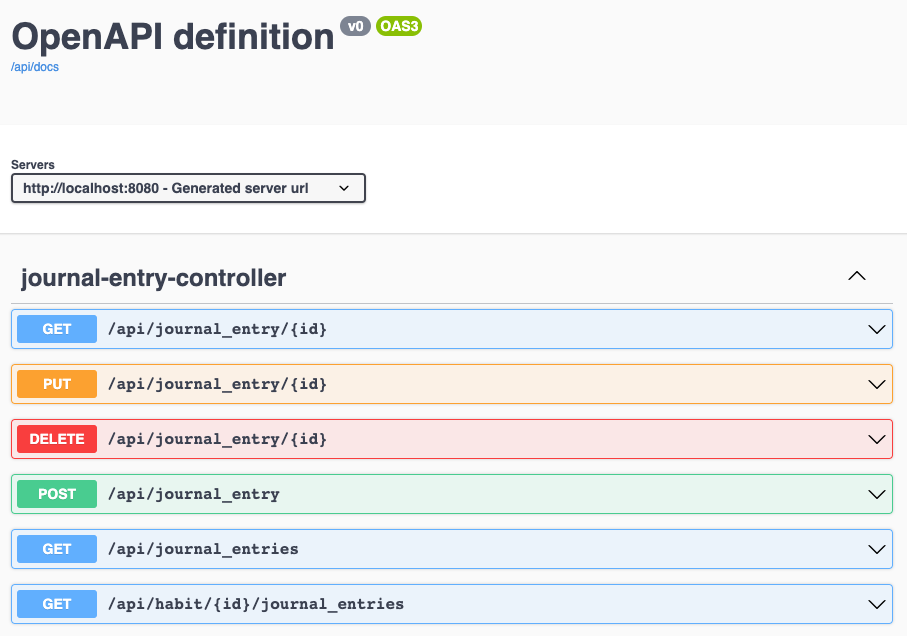 OpenAPI definition v0 OAS3
/api/docs
Servers
http://localhost:8080 - Generated server url
journal-entry-controller
GET /api/journal_entry/{id}
PUT /api/journal_entry/{id}
DELETE /api/journal_entry/{id}
POST /api/journal_entry
GET /api/journal_entries
GET /api/habit/{id}/journal_entries